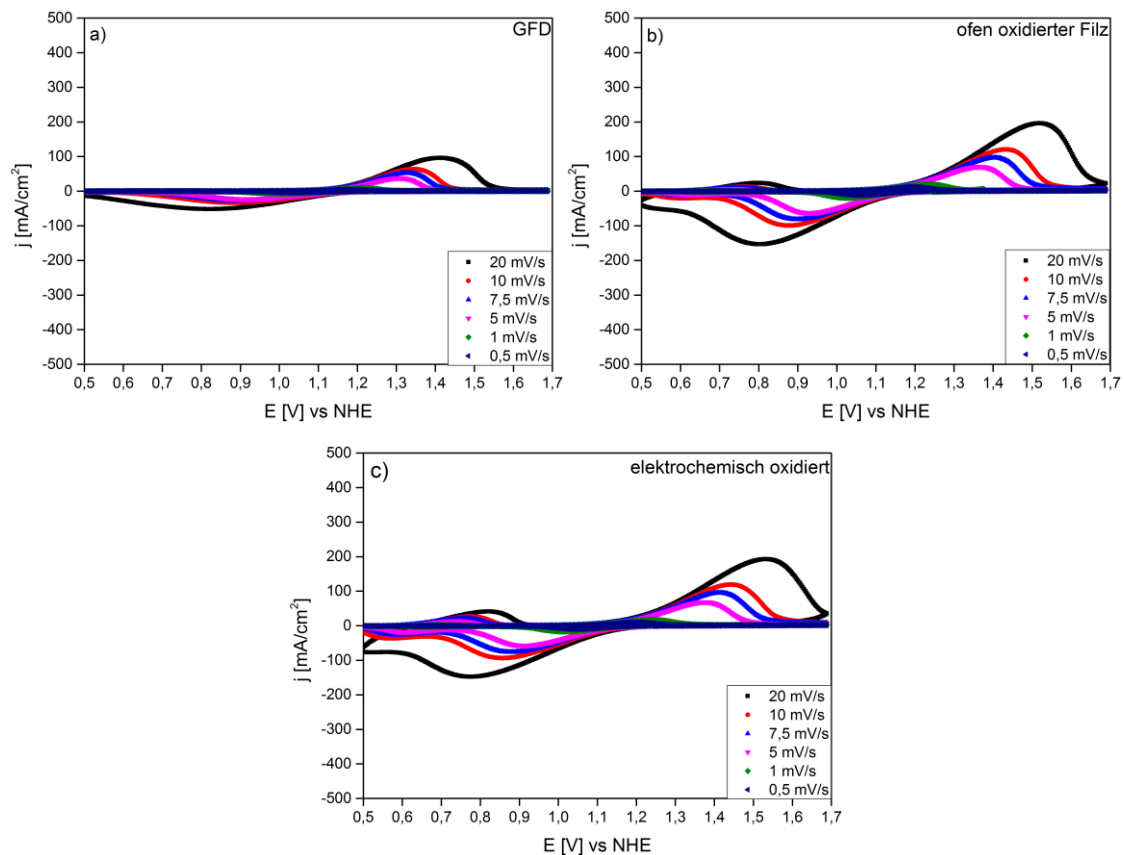 a)
GFD
500
400
300
200
100
0
-100
-200
-300
-400
-500
j [mA/cm²]
20 mV/s
10 mV/s
7,5 mV/s
5 mV/s
1 mV/s
0,5 mV/s
0,5 0,6 0,7 0,8 0,9 1,0 1,1 1,2 1,3 1,4 1,5 1,6 1,7
E [V] vs NHE
b)
ofen oxidierter Filz
500
400
300
200
100
0
-100
-200
-300
-400
-500
j [mA/cm²]
20 mV/s
10 mV/s
7,5 mV/s
5 mV/s
1 mV/s
0,5 mV/s
0,5 0,6 0,7 0,8 0,9 1,0 1,1 1,2 1,3 1,4 1,5 1,6 1,7
E [V] vs NHE
c)
elektrochemisch oxidiert
500
400
300
200
100
0
-100
-200
-300
-400
-500
j [mA/cm²]
20 mV/s
10 mV/s
7,5 mV/s
5 mV/s
1 mV/s
0,5 mV/s
0,5 0,6 0,7 0,8 0,9 1,0 1,1 1,2 1,3 1,4 1,5 1,6 1,7
E [V] vs NHE